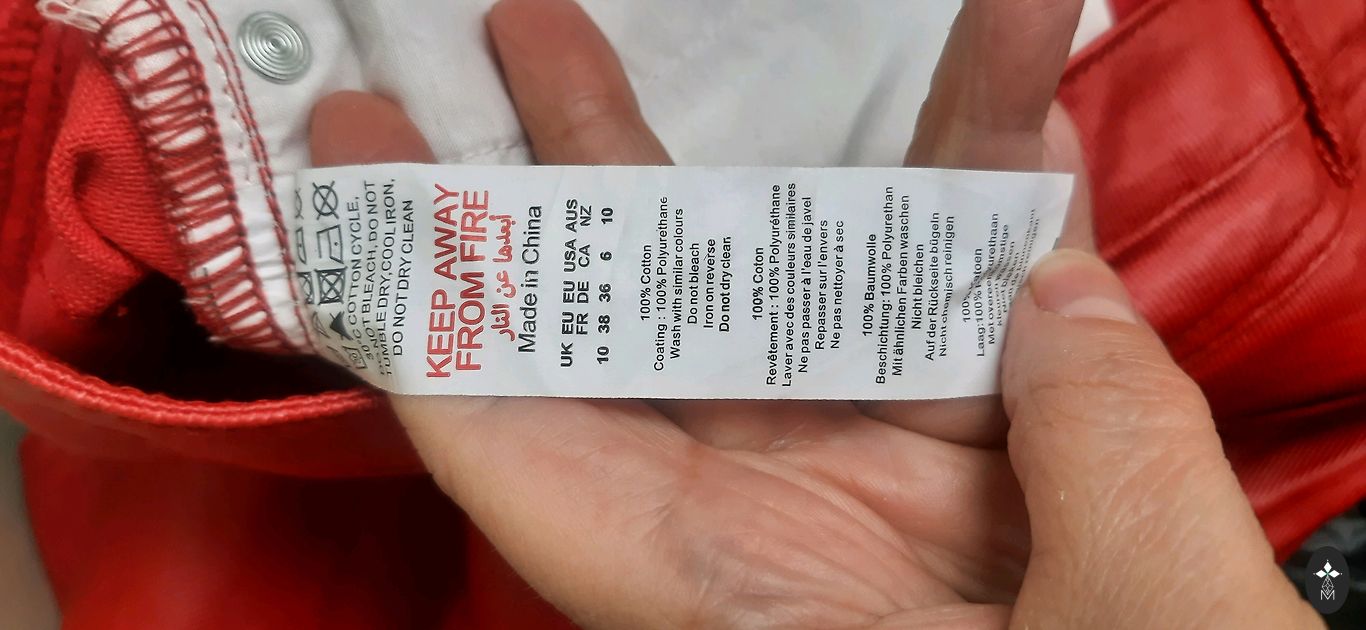 30°C COTTON CYCLE,
DO NOT BLEACH, DO NOT
TUMBLE DRY, COOL IRON,
DO NOT DRY CLEAN
KEEP AWAY
FROM FIRE
أبعدها عن النار
Made in China
UK EU EU USA AUS
FR DE CA NZ
10 38 36 6 10
100% Cotton
Coating : 100% Polyurethane
Wash with similar colours
Do not bleach
Iron on reverse
Do not dry clean
100% Coton
Revêtement : 100% Polyuréthane
Laver avec des couleurs similaires
Ne pas passer à l'eau de javel
Repasser sur l'envers
Ne pas nettoyer à sec
100% Baumwolle
Beschichtung: 100% Polyurethan
Mit ähnlichen Farben waschen
Nicht bleichen
Auf der Rückseite bügeln
Nicht chemisch reinigen
100%
Laag: 100%
Met overeen
M